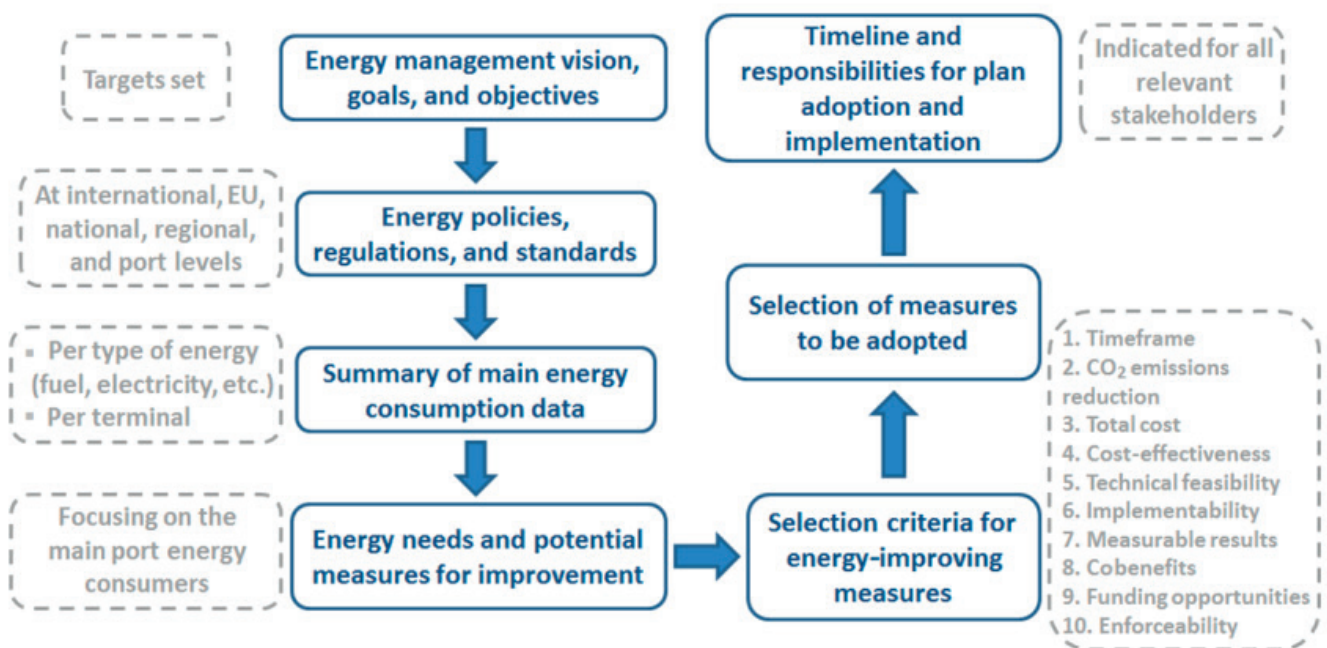 Targets set
Energy management vision,
goals, and objectives
At international, EU,
national, regional,
and port levels
Energy policies,
regulations, and standards
▪ Per type of energy
(fuel, electricity, etc.)
▪ Per terminal
Summary of main energy
consumption data
Focusing on the
main port energy
consumers
Energy needs and potential
measures for improvement
Selection criteria for
energy-improving
measures
1. Timeframe
2. CO₂ emissions
reduction
3. Total cost
4. Cost-effectiveness
5. Technical feasibility
6. Implementability
7. Measurable results
8. Cobenefits
9. Funding opportunities
10. Enforceability
Selection of measures
to be adopted
Timeline and
responsibilities for plan
adoption and
implementation
Indicated for all
relevant
stakeholders